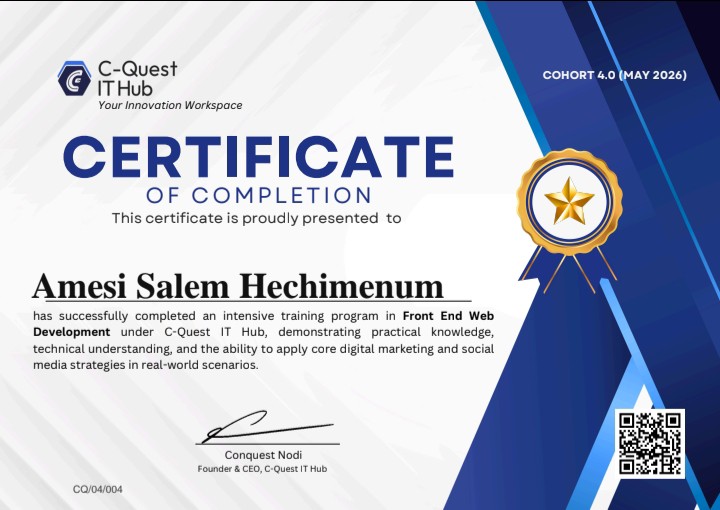 C-Quest
IT Hub
Your Innovation Workspace
COHORT 4.0 (MAY 2026)
CERTIFICATE
OF COMPLETION
This certificate is proudly presented to
Amesi Salem Hechimenum
has successfully completed an intensive training program in Front End Web
Development under C-Quest IT Hub, demonstrating practical knowledge,
technical understanding, and the ability to apply core digital marketing and social
media strategies in real-world scenarios.
Conquest Nodi
Founder & CEO, C-Quest IT Hub
CQ/04/004